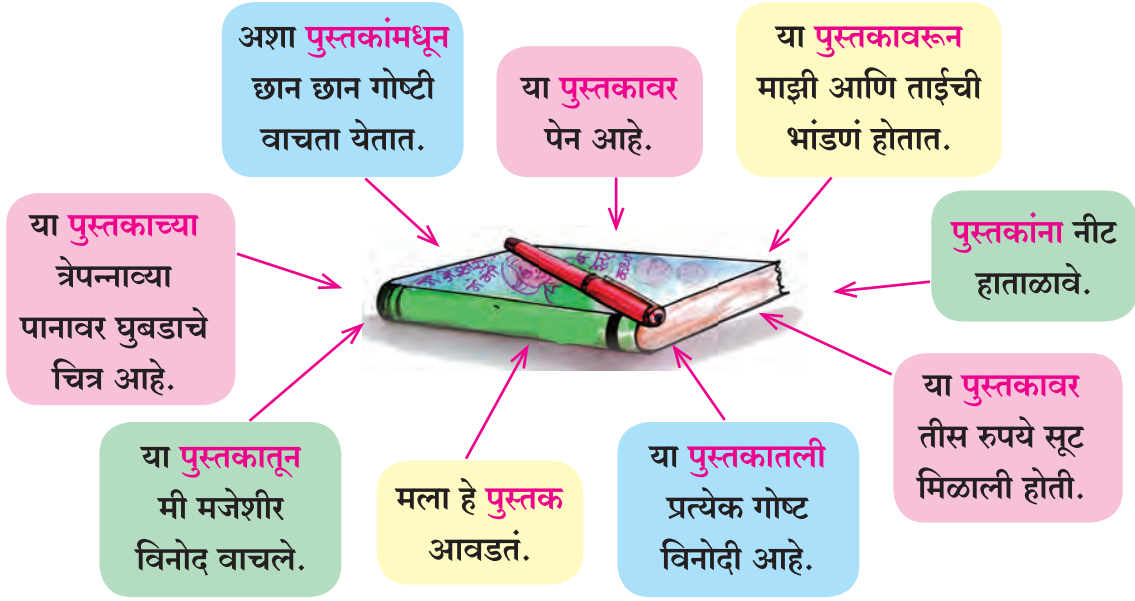 अशा पुस्तकांमधून
छान छान गोष्टी
वाचता येतात.
या पुस्तकावर
पेन आहे.
या पुस्तकावरून
माझी आणि ताईची
भांडणं होतात.
या पुस्तकाच्या
त्रेपन्नाव्या
पानावर घुबडाचे
चित्र आहे.
पुस्तकांना नीट
हाताळावे.
या पुस्तकावर
तीस रुपये सूट
मिळाली होती.
या पुस्तकातून
मी मजेशीर
विनोद वाचले.
मला हे पुस्तक
आवडतं.
या पुस्तकातली
प्रत्येक गोष्ट
विनोदी आहे.